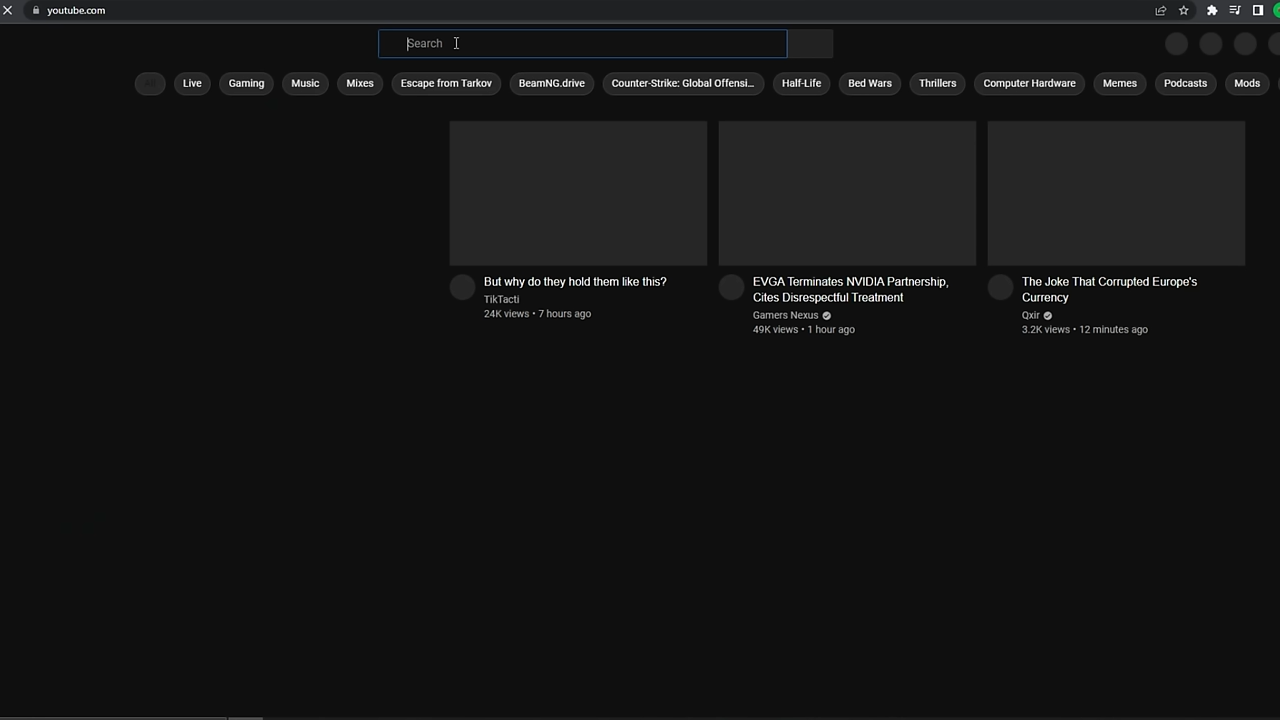 youtube.com
Search
Live
Gaming
Music
Mixes
Escape from Tarkov
BeamNG.drive
Counter-Strike: Global Offensi...
Half-Life
Bed Wars
Thrillers
Computer Hardware
Memes
Podcasts
Mods
But why do they hold them like this?
TikTacti
24K views • 7 hours ago
EVGA Terminates NVIDIA Partnership,
Cites Disrespectful Treatment
Gamers Nexus
49K views • 1 hour ago
The Joke That Corrupted Europe's
Currency
Qxir
3.2K views • 12 minutes ago